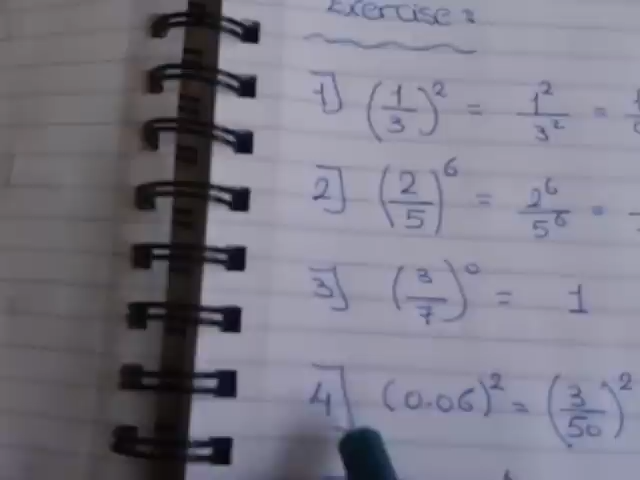 Exercise:
1] (1/3)^2 = 1^2/3^2 =
2] (2/5)^6 = 2^6/5^6 =
3] (3/7)^0 = 1
4] (0.06)^2 = (3/50)^2